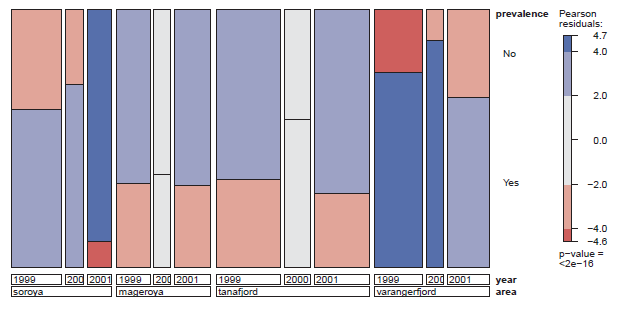 prevalence
No
Yes
Pearson
residuals:
4.7
4.0
2.0
0.0
−2.0
−4.0
−4.6
p−value =
<2e−16
1999 200 2001 1999 200 2001 1999 2000 2001 1999 200 2001 year
soroya mageroya tanafjord varangerfjord area